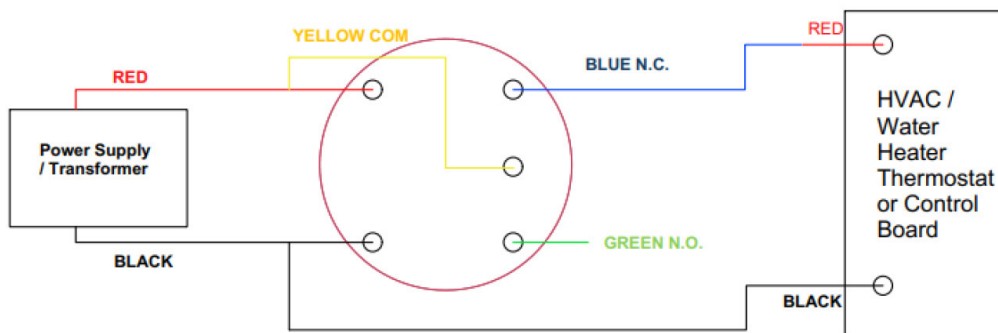 YELLOW COM
RED
BLUE N.C.
RED
Power Supply
/ Transformer
HVAC /
Water
Heater
Thermostat
or Control
Board
BLACK
GREEN N.O.
BLACK